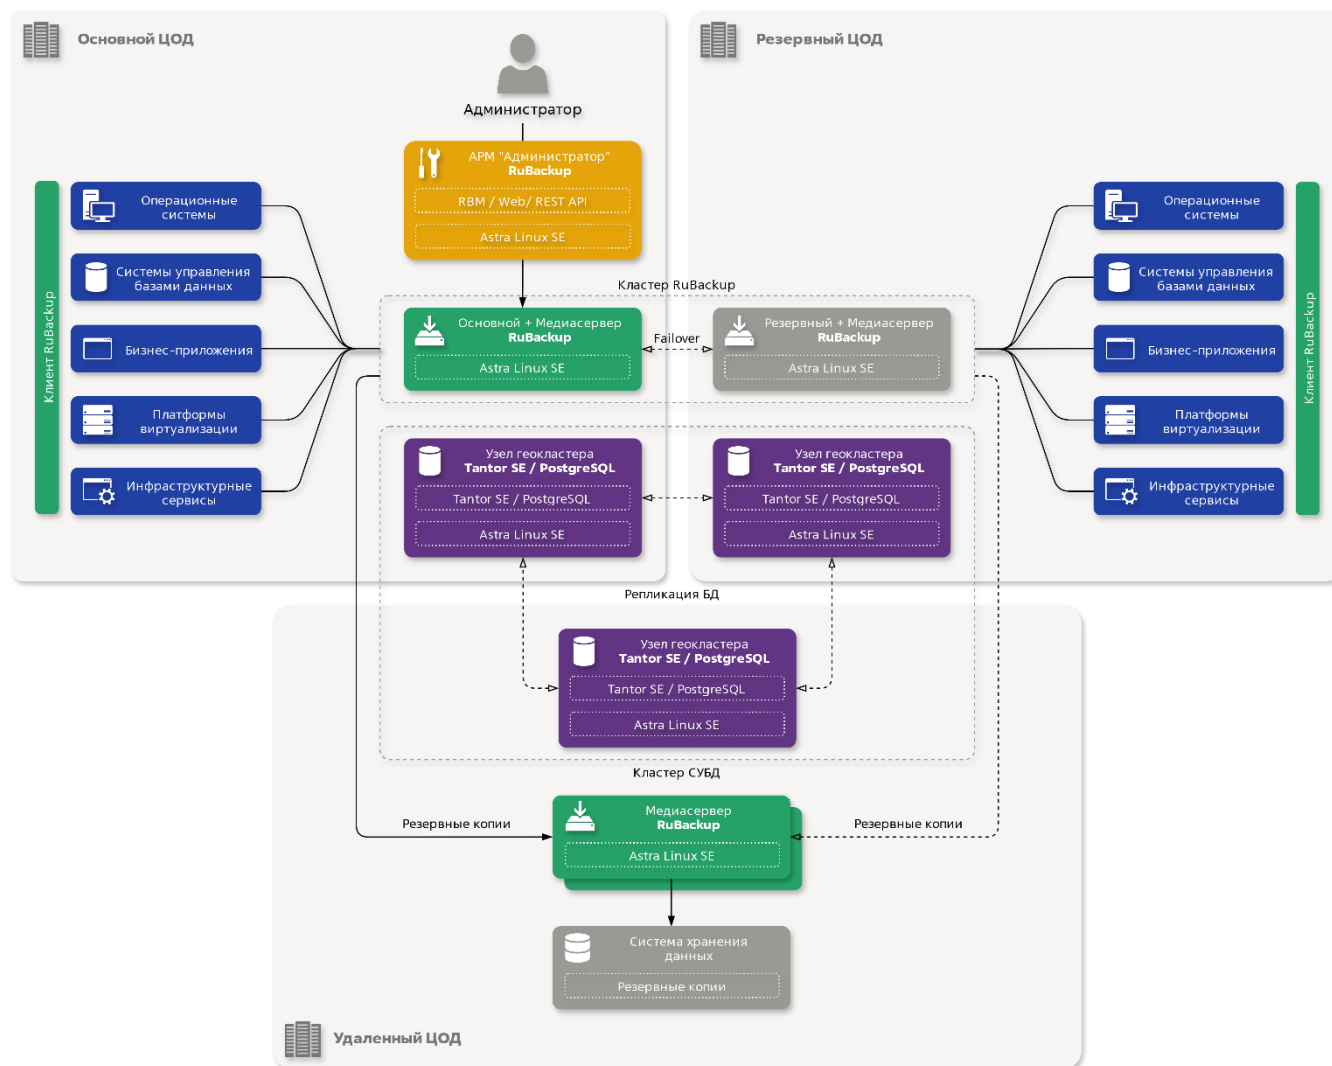 Основной ЦОД
Резервный ЦОД
Администратор
АРМ "Администратор"
RuBackup
RBM / Web/ REST API
Astra Linux SE
Клиент RuBackup
Операционные
системы
Системы управления
базами данных
Бизнес-приложения
Платформы
виртуализации
Инфраструктурные
сервисы
Кластер RuBackup
Основной + Медиасервер
RuBackup
Astra Linux SE
Failover
Резервный + Медиасервер
RuBackup
Astra Linux SE
Операционные
системы
Системы управления
базами данных
Бизнес-приложения
Платформы
виртуализации
Инфраструктурные
сервисы
Клиент RuBackup
Узел геокластера
Tantor SE / PostgreSQL
Tantor SE / PostgreSQL
Astra Linux SE
Узел геокластера
Tantor SE / PostgreSQL
Tantor SE / PostgreSQL
Astra Linux SE
Репликация БД
Узел геокластера
Tantor SE / PostgreSQL
Tantor SE / PostgreSQL
Astra Linux SE
Кластер СУБД
Резервные копии
Медиасервер
RuBackup
Astra Linux SE
Резервные копии
Система хранения
данных
Резервные копии
Удаленный ЦОД